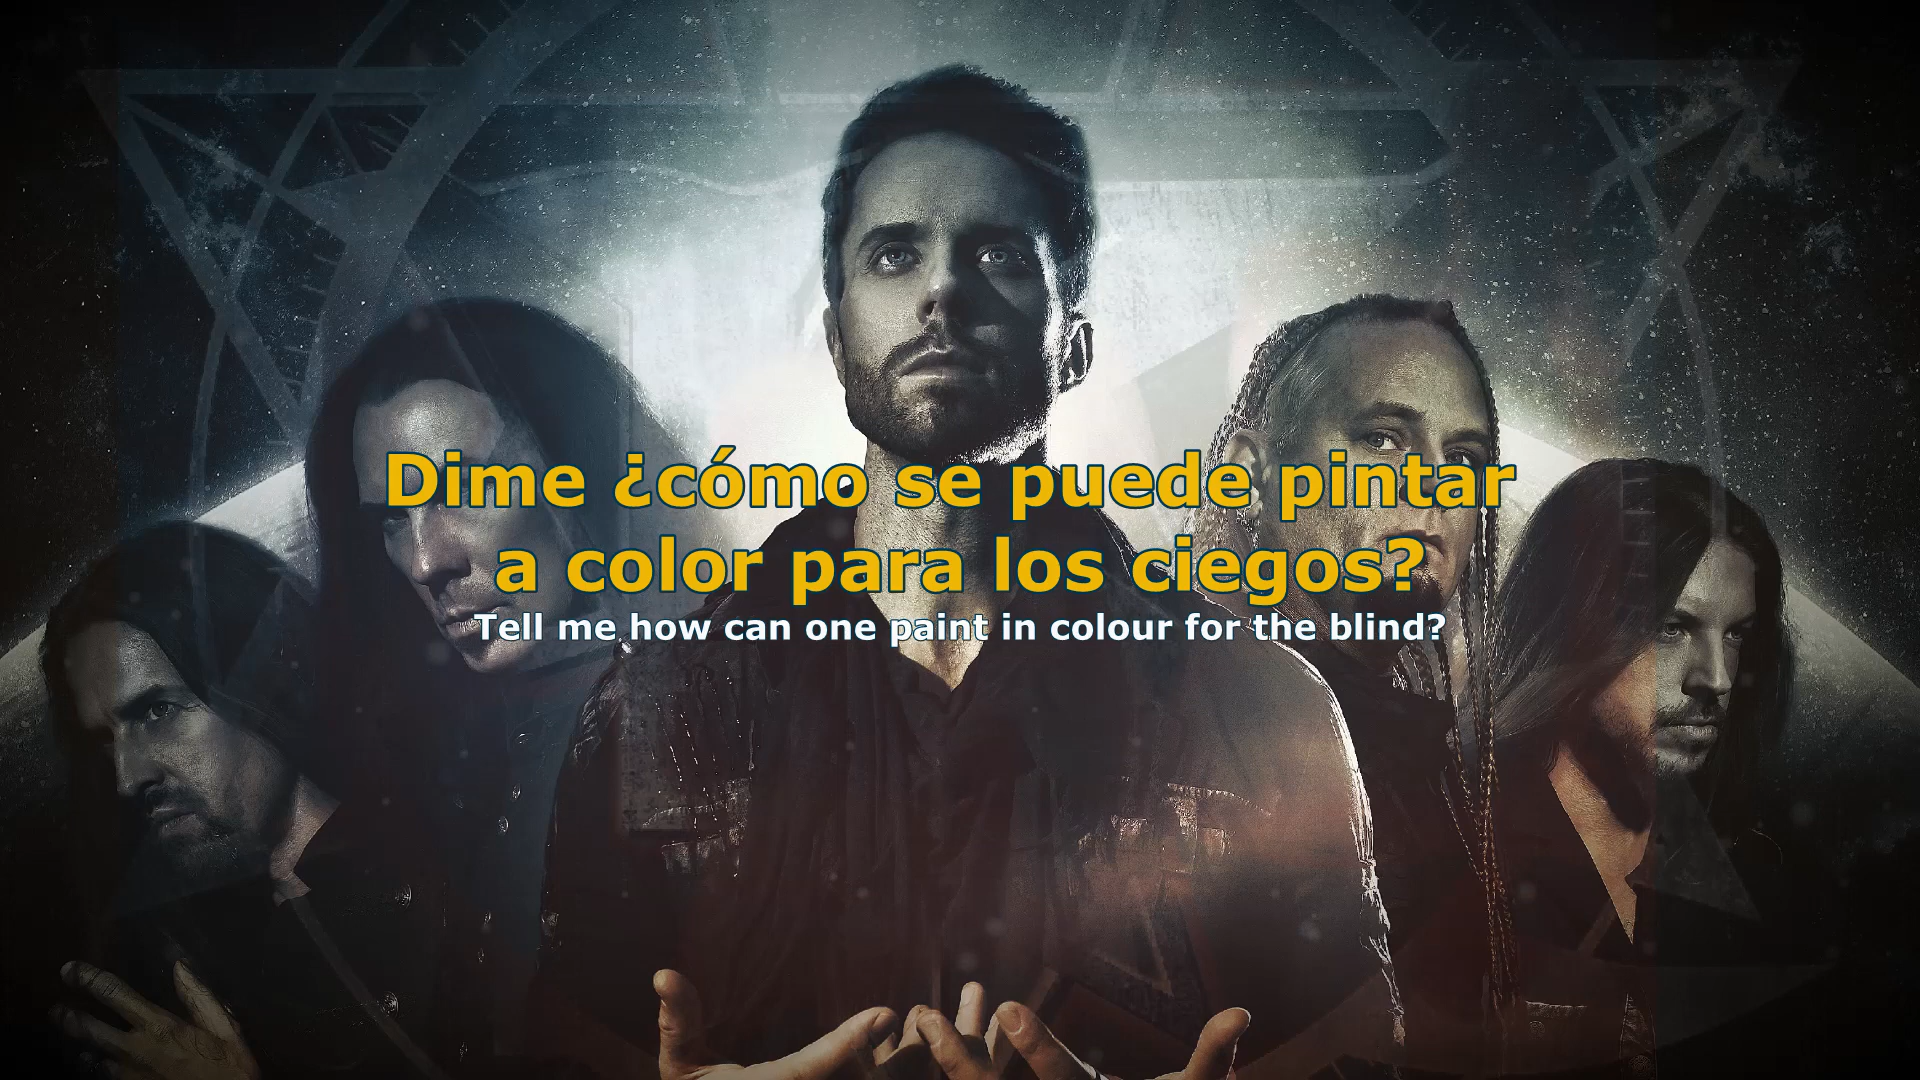 Dime ¿cómo se puede pintar
a color para los ciegos?
Tell me how can one paint in colour for the blind?